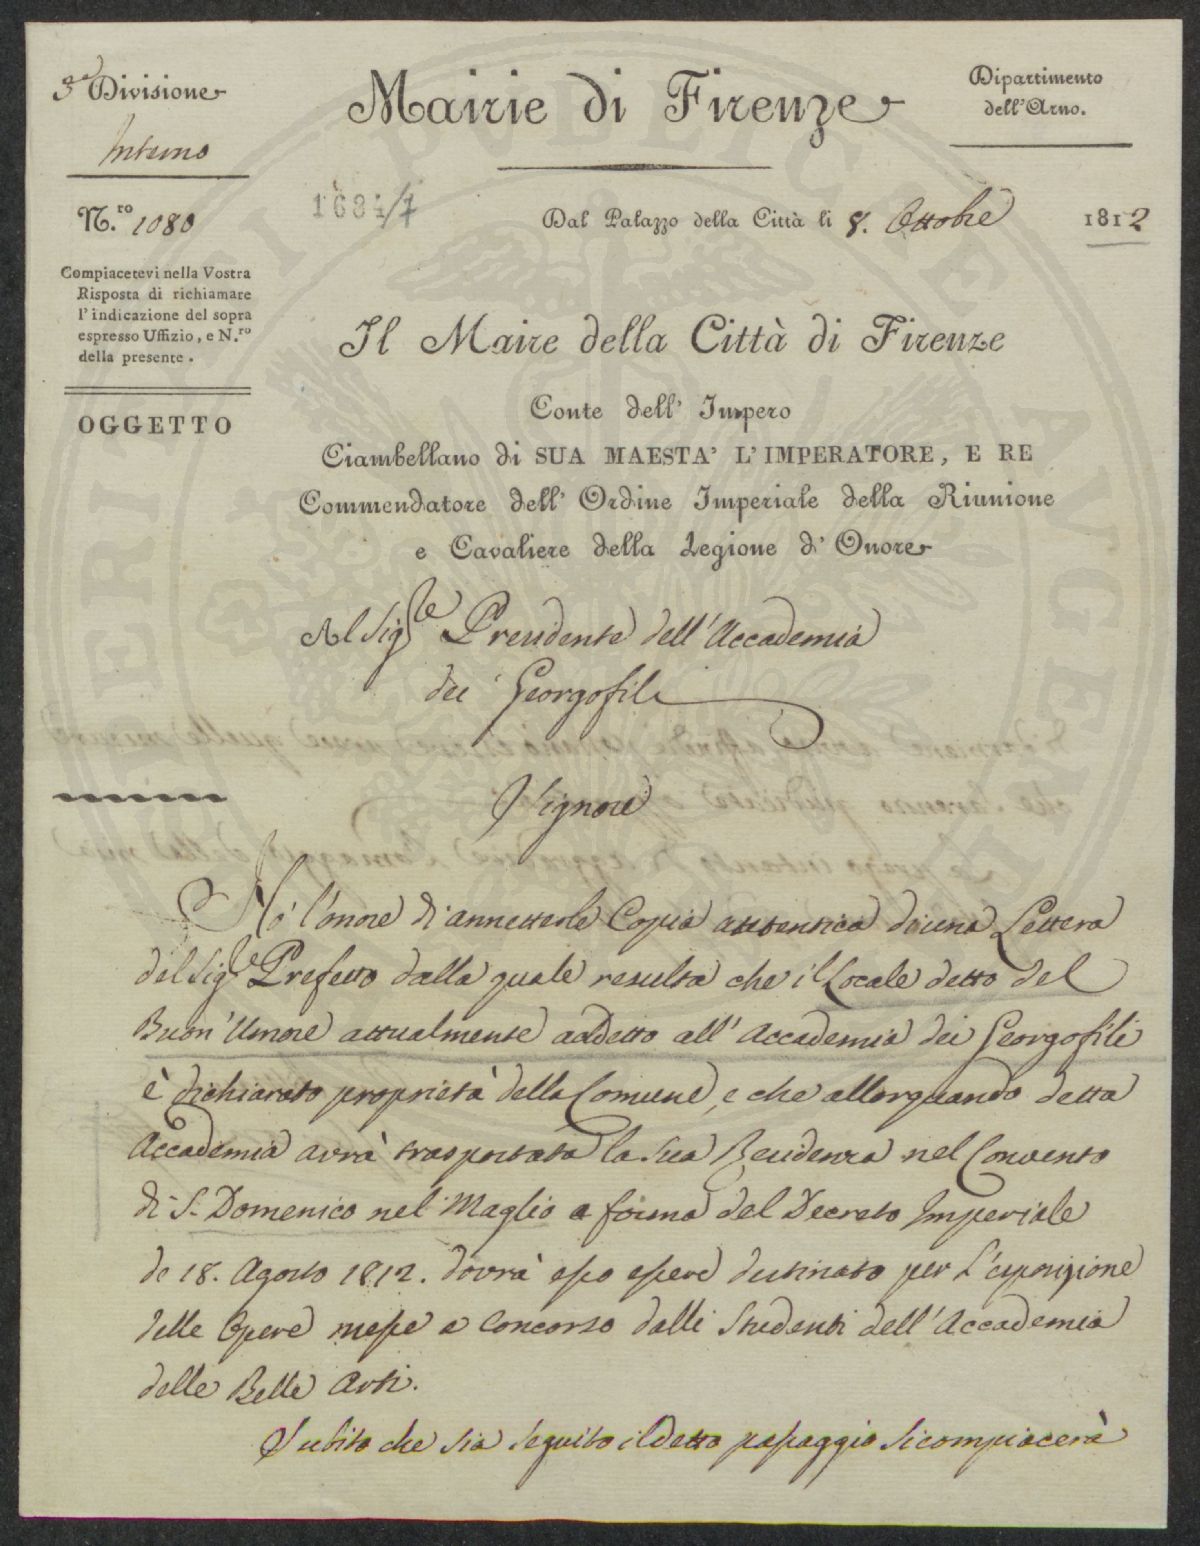 3a Divisione
Interno
Mairie di Firenze
Dipartimento
dell'Arno.
N.ro 1080
1684/7
Dal Palazzo della Città li 8. Ottobre 1812
Compiacetevi nella Vostra
Risposta di richiamare
l'indicazione del sopra
espresso Uffizio, e N.ro
della presente.
OGGETTO
Il Maire della Città di Firenze
Conte dell' Impero
Ciambellano di SUA MAESTA' L'IMPERATORE, E RE
Commendatore dell' Ordine Imperiale della Riunione
e Cavaliere della Legione d'Onore
Al Sigre Presidente dell'Accademia
dei Georgofili
Signore
Hò l'onore di annetterle Copia autentica di una Lettera
del Sigre Prefetto dalla quale resulta che il Locale detto del
Buon'Umore attualmente addetto all'Accademia dei Georgofili
è dichiarato proprietà della Comune, e che allorquando detta
Accademia avrà trasportata la sua Residenza nel Convento
di S. Domenico nel Maglio a forma del Decreto Imperiale
de 18. Agosto 1812. dovrà esso essere destinato per l'esposizione
delle Opere messe a Concorso dalli Studenti dell'Accademia
delle Belle Arti.
Subito che sia seguito il detto passaggio si compiacerà